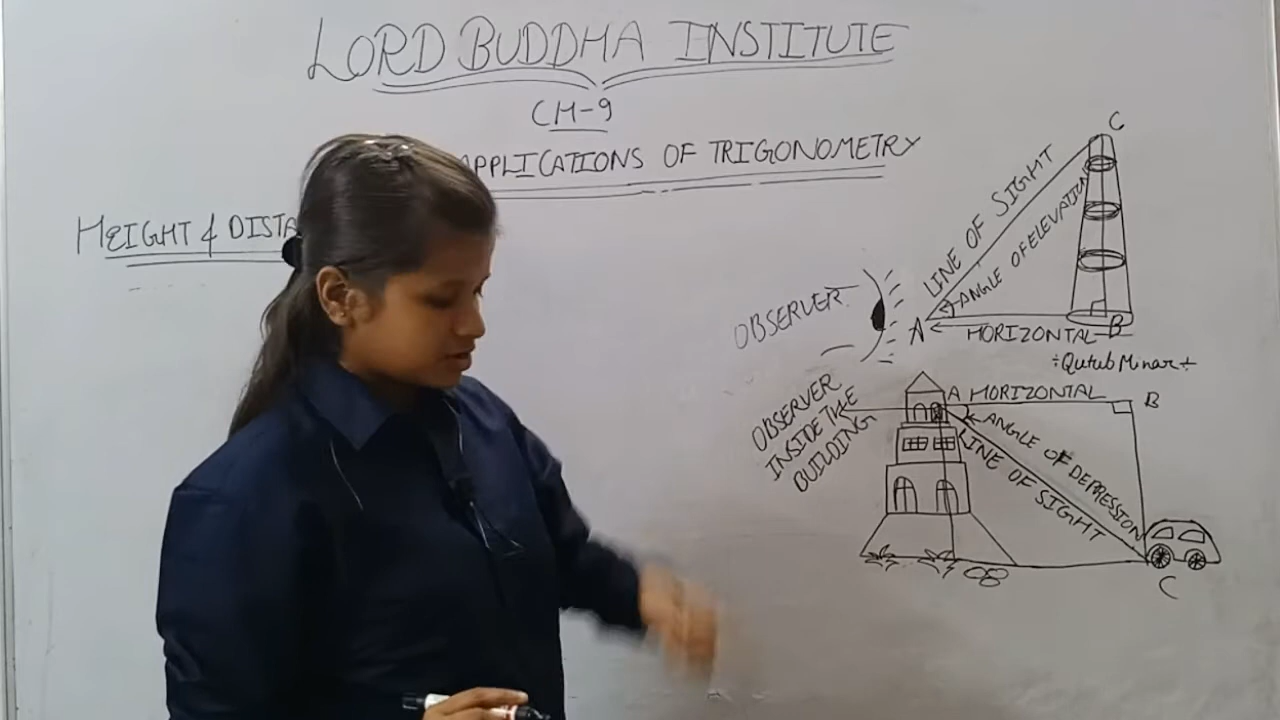 LORD BUDDHA INSTITUTE
CH-9
APPLICATIONS OF TRIGONOMETRY
HEIGHT & DISTA
C
LINE OF SIGHT
ANGLE OF ELEVATION
OBSERVER
A
HORIZONTAL
B
÷Qutub Minar÷
OBSERVER
INSIDE THE
BUILDING
A HORIZONTAL
B
ANGLE OF DEPRESSION
LINE OF SIGHT
C